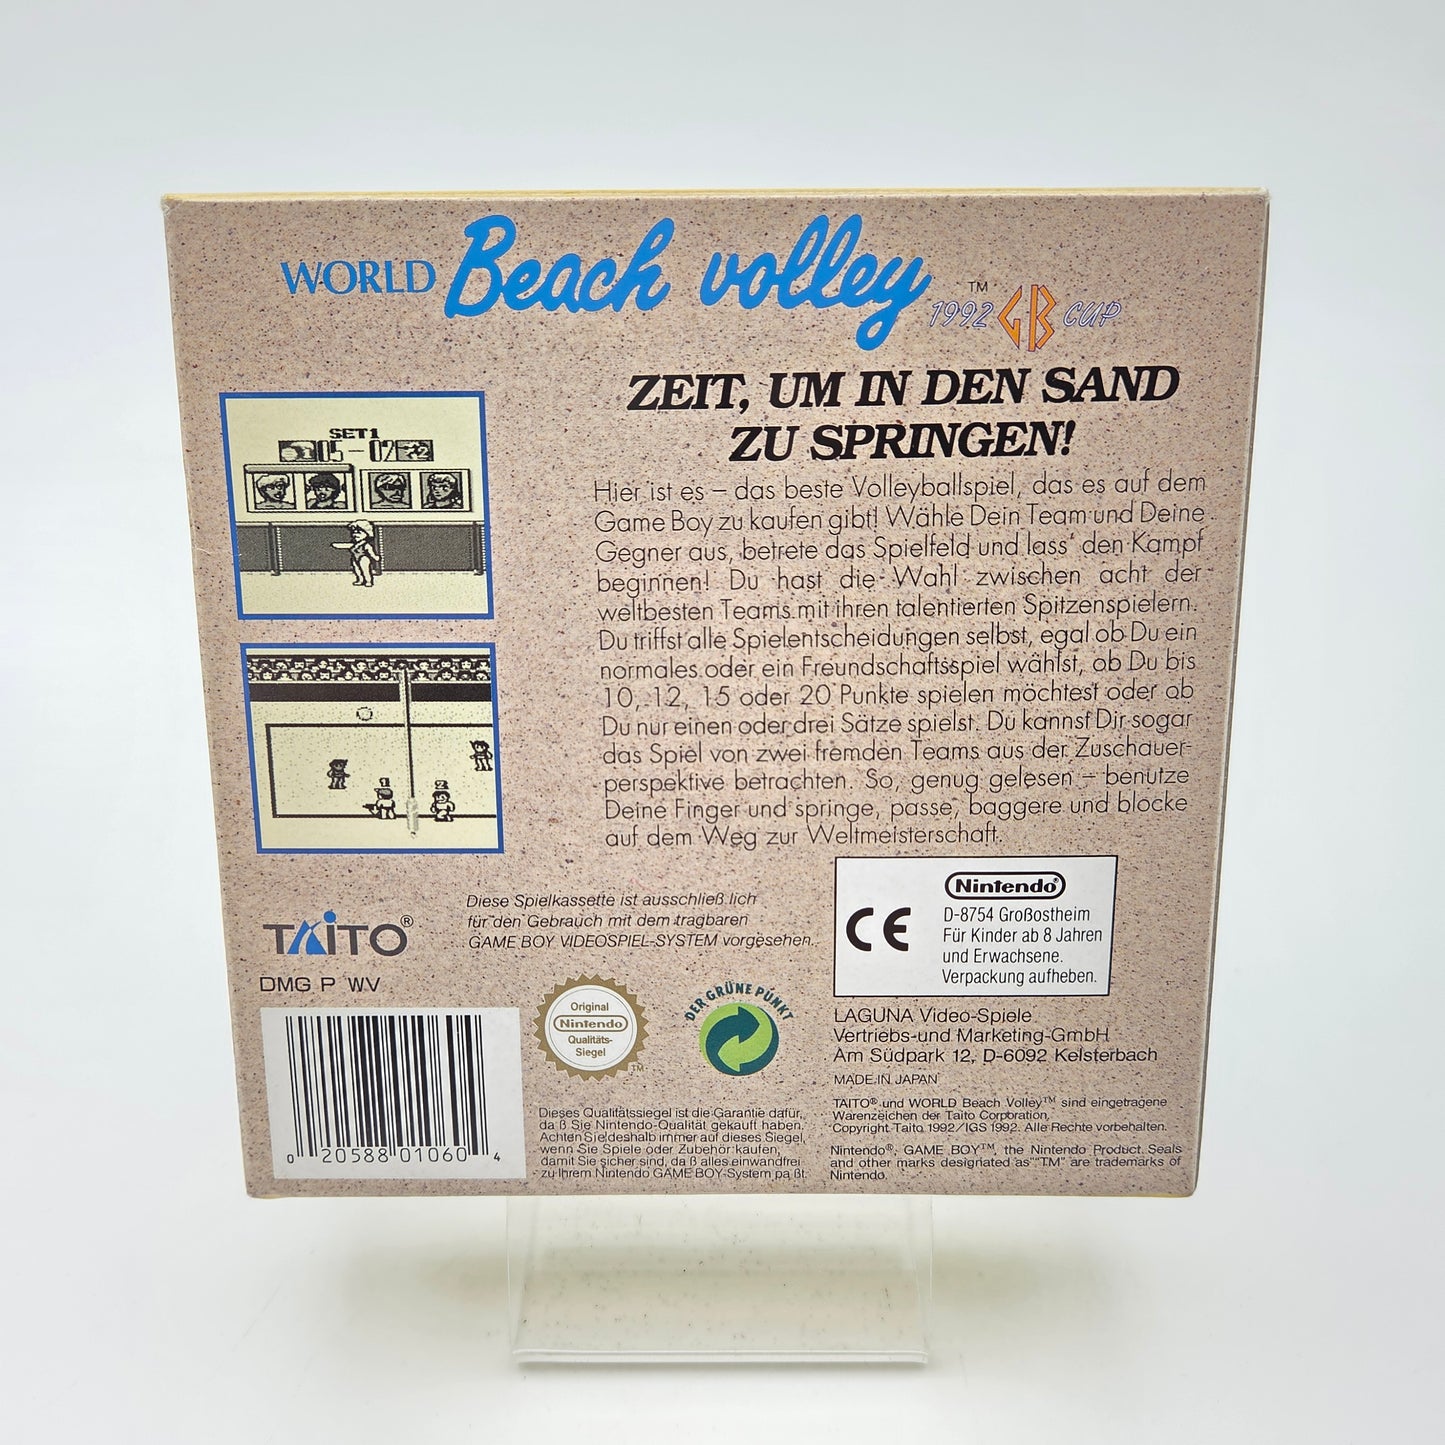 WORLD Beach volley ™ 1992 GB CUP
ZEIT, UM IN DEN SAND
ZU SPRINGEN!
SET1
05-02
Hier ist es – das beste Volleyballspiel, das es auf dem
Game Boy zu kaufen gibt! Wähle Dein Team und Deine
Gegner aus, betrete das Spielfeld und lass' den Kampf
beginnen! Du hast die Wahl zwischen acht der
weltbesten Teams mit ihren talentierten Spitzenspielern.
Du triffst alle Spielentscheidungen selbst, egal ob Du ein
normales oder ein Freundschaftsspiel wählst, ob Du bis
10, 12, 15 oder 20 Punkte spielen möchtest oder ob
Du nur einen oder drei Sätze spielst. Du kannst Dir sogar
das Spiel von zwei fremden Teams aus der Zuschauer-
perspektive betrachten. So, genug gelesen – benutze
Deine Finger und springe, passe, baggere und blocke
auf dem Weg zur Weltmeisterschaft.
Diese Spielkassette ist ausschließ lich
für den Gebrauch mit dem tragbaren
GAME BOY VIDEOSPIEL-SYSTEM vorgesehen.
TAITO®
DMG P WV
CE
Nintendo®
D-8754 Großostheim
Für Kinder ab 8 Jahren
und Erwachsene.
Verpackung aufheben.
0 20588 01060 4
Original
Nintendo
Qualitäts-
Siegel
TM
DER GRÜNE PUNKT
LAGUNA Video-Spiele
Vertriebs-und Marketing-GmbH
Am Südpark 12, D-6092 Kelsterbach
MADE IN JAPAN
Dieses Qualitätssiegel ist die Garantie dafür,
da ß Sie Nintendo-Qualität gekauft haben.
Achten Sie deshalb immer auf dieses Siegel,
wenn Sie Spiele oder Zubehör kaufen,
damit Sie sicher sind, da ß alles einwandfrei
zu Ihrem Nintendo GAME BOY-System pa ßt.
TAITO® und WORLD Beach Volley™ sind eingetragene
Warenzeichen der Taito Corporation.
Copyright Taito 1992/IGS 1992. Alle Rechte vorbehalten.
Nintendo®, GAME BOY™, the Nintendo Product Seals
and other marks designated as "TM" are trademarks of
Nintendo.